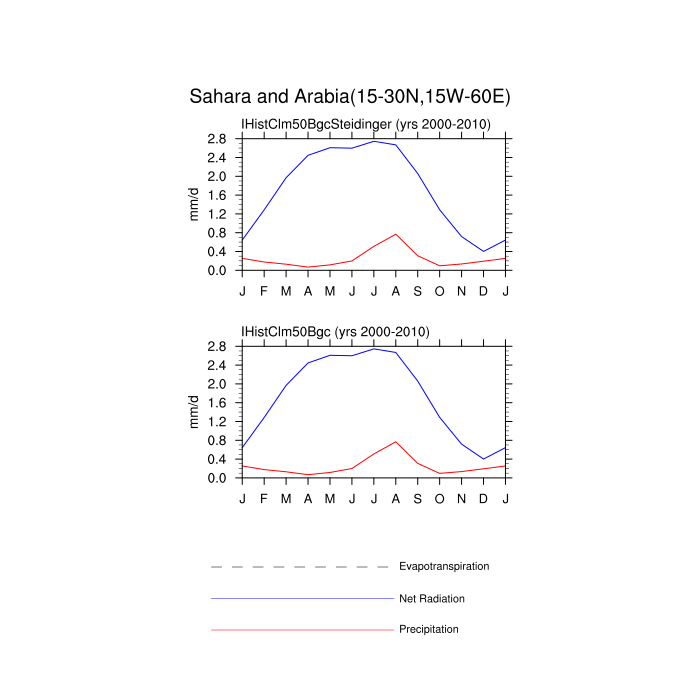 Sahara and Arabia(15-30N,15W-60E)
IHistClm50BgcSteidinger (yrs 2000-2010)
2.8
2.4
2.0
1.6
1.2
0.8
0.4
0.0
mm/d
J F M A M J J A S O N D J
IHistClm50Bgc (yrs 2000-2010)
2.8
2.4
2.0
1.6
1.2
0.8
0.4
0.0
mm/d
J F M A M J J A S O N D J
Evapotranspiration
Net Radiation
Precipitation